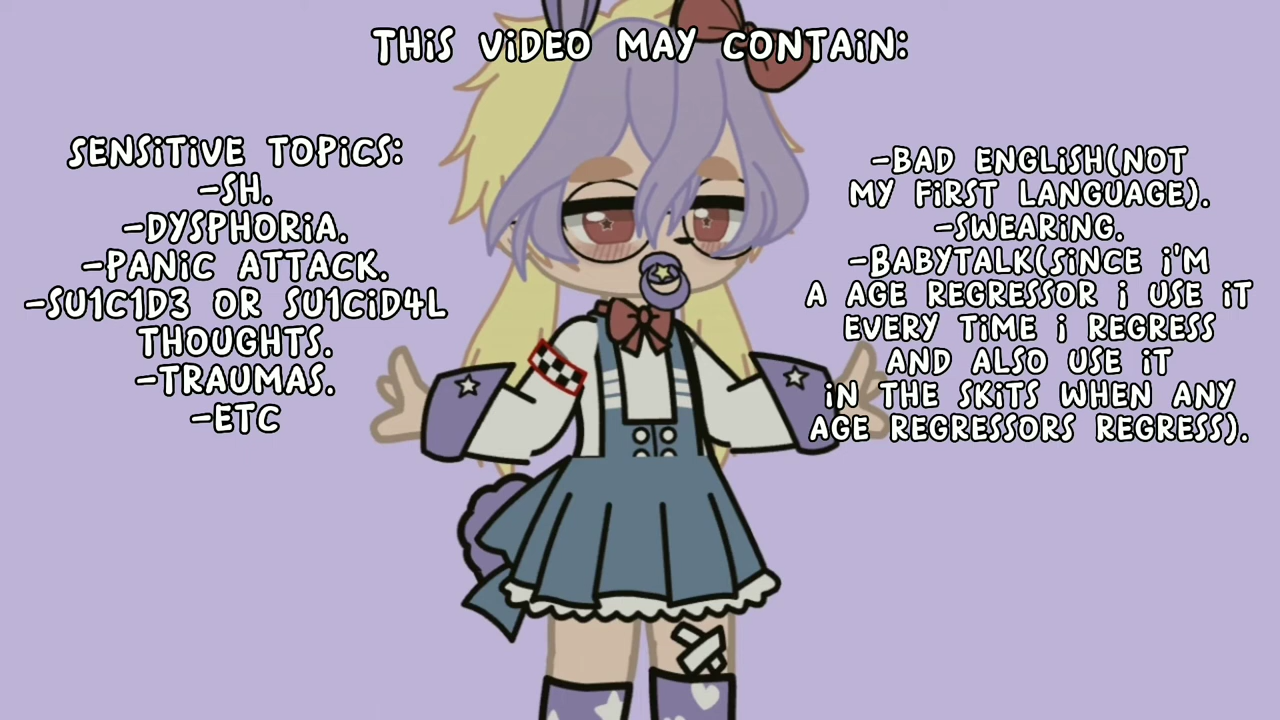 THIS VIDEO MAY CONTAIN:
SENSITIVE TOPICS:
-SH.
-DYSPHORIA.
-PANIC ATTACK.
-SU1C1D3 OR SU1CID4L
THOUGHTS.
-TRAUMAS.
-ETC
-BAD ENGLISH(NOT
MY FIRST LANGUAGE).
-SWEARING.
-BABYTALK(SINCE I'M
A AGE REGRESSOR I USE IT
EVERY TIME I REGRESS
AND ALSO USE IT
IN THE SKITS WHEN ANY
AGE REGRESSORS REGRESS).